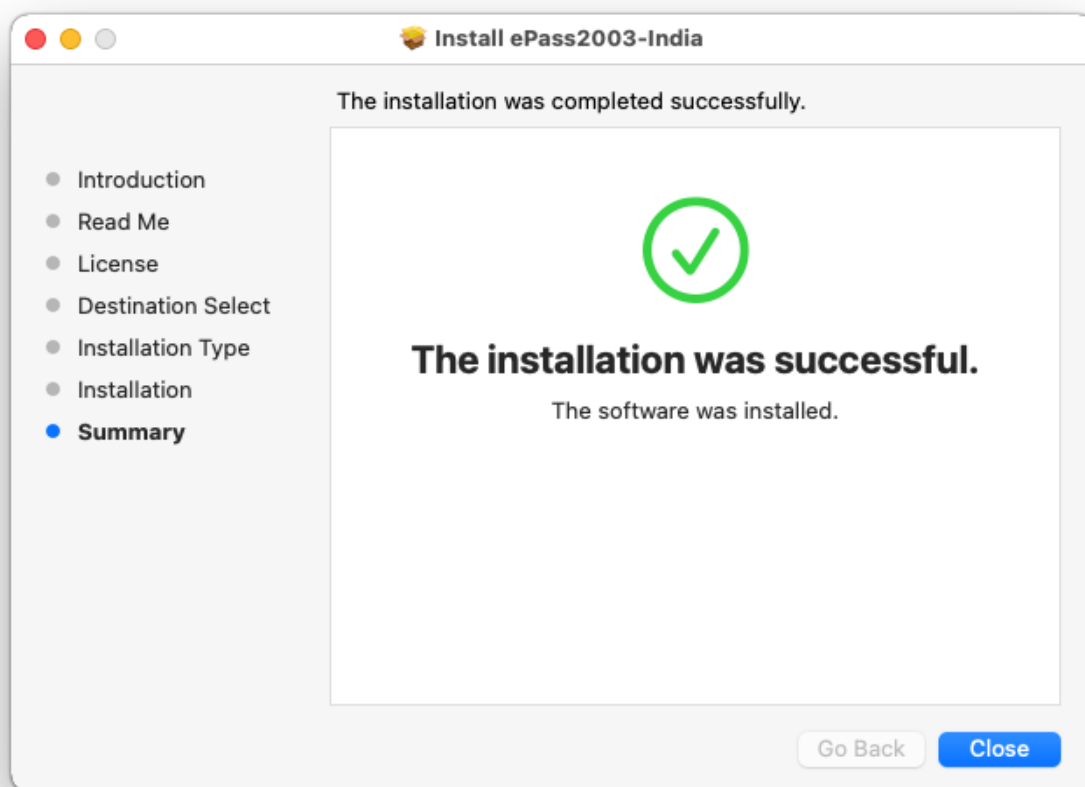 Install ePass2003-India
The installation was completed successfully.
Introduction
Read Me
License
Destination Select
Installation Type
Installation
Summary
The installation was successful.
The software was installed.
Go Back
Close